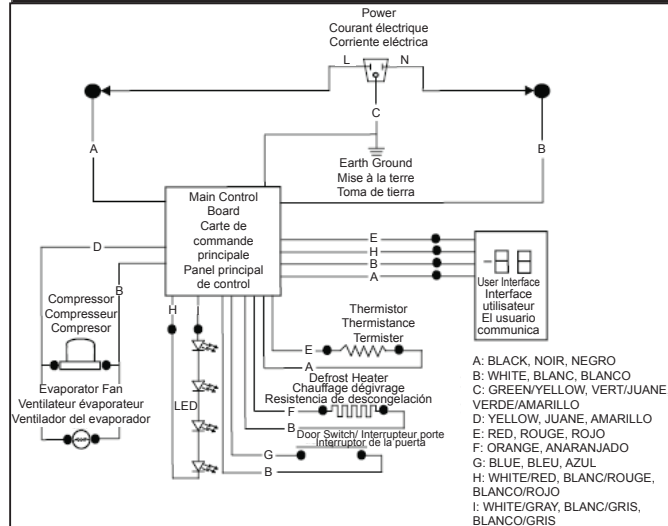 Power
Courant électrique
Corriente eléctrica
L
N
C
A
B
Earth Ground
Mise à la terre
Toma de tierra
Main Control
Board
Carte de
commande
principale
Panel principal
de control
E
H
B
A
-88
User Interface
Interface
utilisateur
El usuario
communica
D
B
Compressor
Compresseur
Compresor
Evaporator Fan
Ventilateur évaporateur
Ventilador del evaporador
H
I
LED
Thermistor
Thermistance
Termister
E
A
Defrost Heater
Chauffage dégivrage
Resistencia de descongelación
F
B
Door Switch/ Interrupteur porte
Interruptor de la puerta
G
B
A: BLACK, NOIR, NEGRO
B: WHITE, BLANC, BLANCO
C: GREEN/YELLOW, VERT/JUANE
VERDE/AMARILLO
D: YELLOW, JUANE, AMARILLO
E: RED, ROUGE, ROJO
F: ORANGE, ANARANJADO
G: BLUE, BLEU, AZUL
H: WHITE/RED, BLANC/ROUGE,
BLANCO/ROJO
I: WHITE/GRAY, BLANC/GRIS,
BLANCO/GRIS